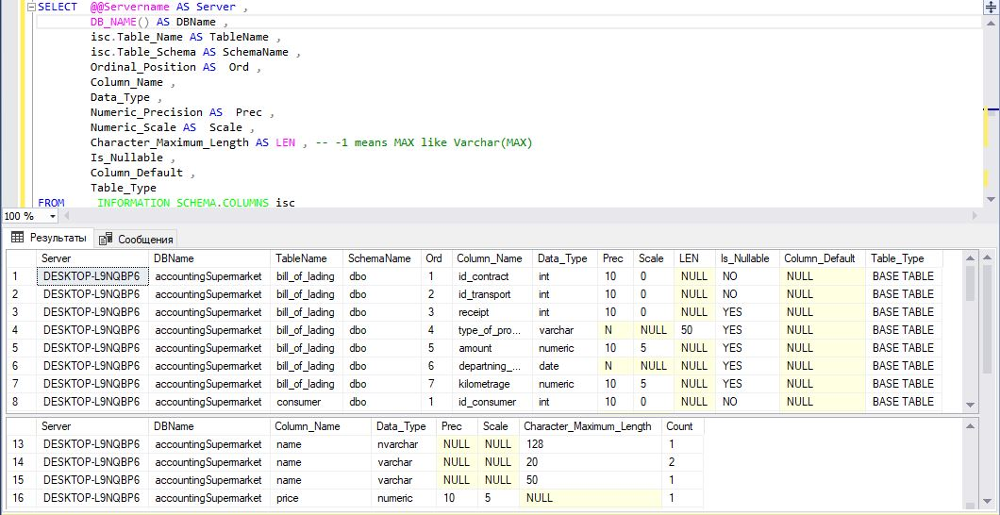 SELECT @@Servername AS Server ,
DB_NAME() AS DBName ,
isc.Table_Name AS TableName ,
isc.Table_Schema AS SchemaName ,
Ordinal_Position AS Ord ,
Column_Name ,
Data_Type ,
Numeric_Precision AS Prec ,
Numeric_Scale AS Scale ,
Character_Maximum_Length AS LEN , -- -1 means MAX like Varchar(MAX)
Is_Nullable ,
Column_Default ,
Table_Type
FROM INFORMATION_SCHEMA.COLUMNS isc
100 %
Результаты Сообщения
Server DBName TableName SchemaName Ord Column_Name Data_Type Prec Scale LEN Is_Nullable Column_Default Table_Type
1 DESKTOP-L9NQBP6 accountingSupermarket bill_of_lading dbo 1 id_contract int 10 0 NULL NO NULL BASE TABLE
2 DESKTOP-L9NQBP6 accountingSupermarket bill_of_lading dbo 2 id_transport int 10 0 NULL NO NULL BASE TABLE
3 DESKTOP-L9NQBP6 accountingSupermarket bill_of_lading dbo 3 receipt int 10 0 NULL YES NULL BASE TABLE
4 DESKTOP-L9NQBP6 accountingSupermarket bill_of_lading dbo 4 type_of_pro... varchar N NULL 50 YES NULL BASE TABLE
5 DESKTOP-L9NQBP6 accountingSupermarket bill_of_lading dbo 5 amount numeric 10 5 NULL YES NULL BASE TABLE
6 DESKTOP-L9NQBP6 accountingSupermarket bill_of_lading dbo 6 departning_... date N NULL NULL YES NULL BASE TABLE
7 DESKTOP-L9NQBP6 accountingSupermarket bill_of_lading dbo 7 kilometrage numeric 10 5 NULL YES NULL BASE TABLE
8 DESKTOP-L9NQBP6 accountingSupermarket consumer dbo 1 id_consumer int 10 0 NULL NO NULL BASE TABLE
Server DBName Column_Name Data_Type Prec Scale Character_Maximum_Length Count
13 DESKTOP-L9NQBP6 accountingSupermarket name nvarchar NULL NULL 128 1
14 DESKTOP-L9NQBP6 accountingSupermarket name varchar NULL NULL 20 2
15 DESKTOP-L9NQBP6 accountingSupermarket name varchar NULL NULL 50 1
16 DESKTOP-L9NQBP6 accountingSupermarket price numeric 10 5 NULL 1